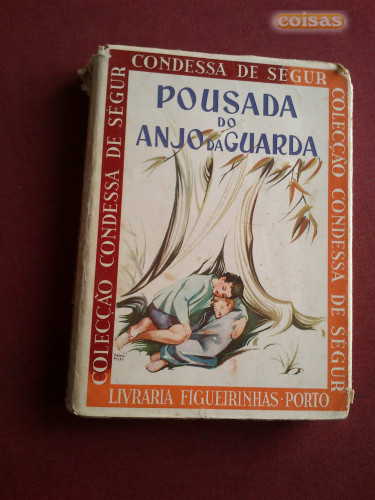 coisas
CONDESSA DE SÉGUR
POUSADA
DO
ANJO DA GUARDA
COLECÇÃO CONDESSA DE SÉGUR
COLECÇÃO CONDESSA DE SÉGUR
LIVRARIA FIGUEIRINHAS · PORTO